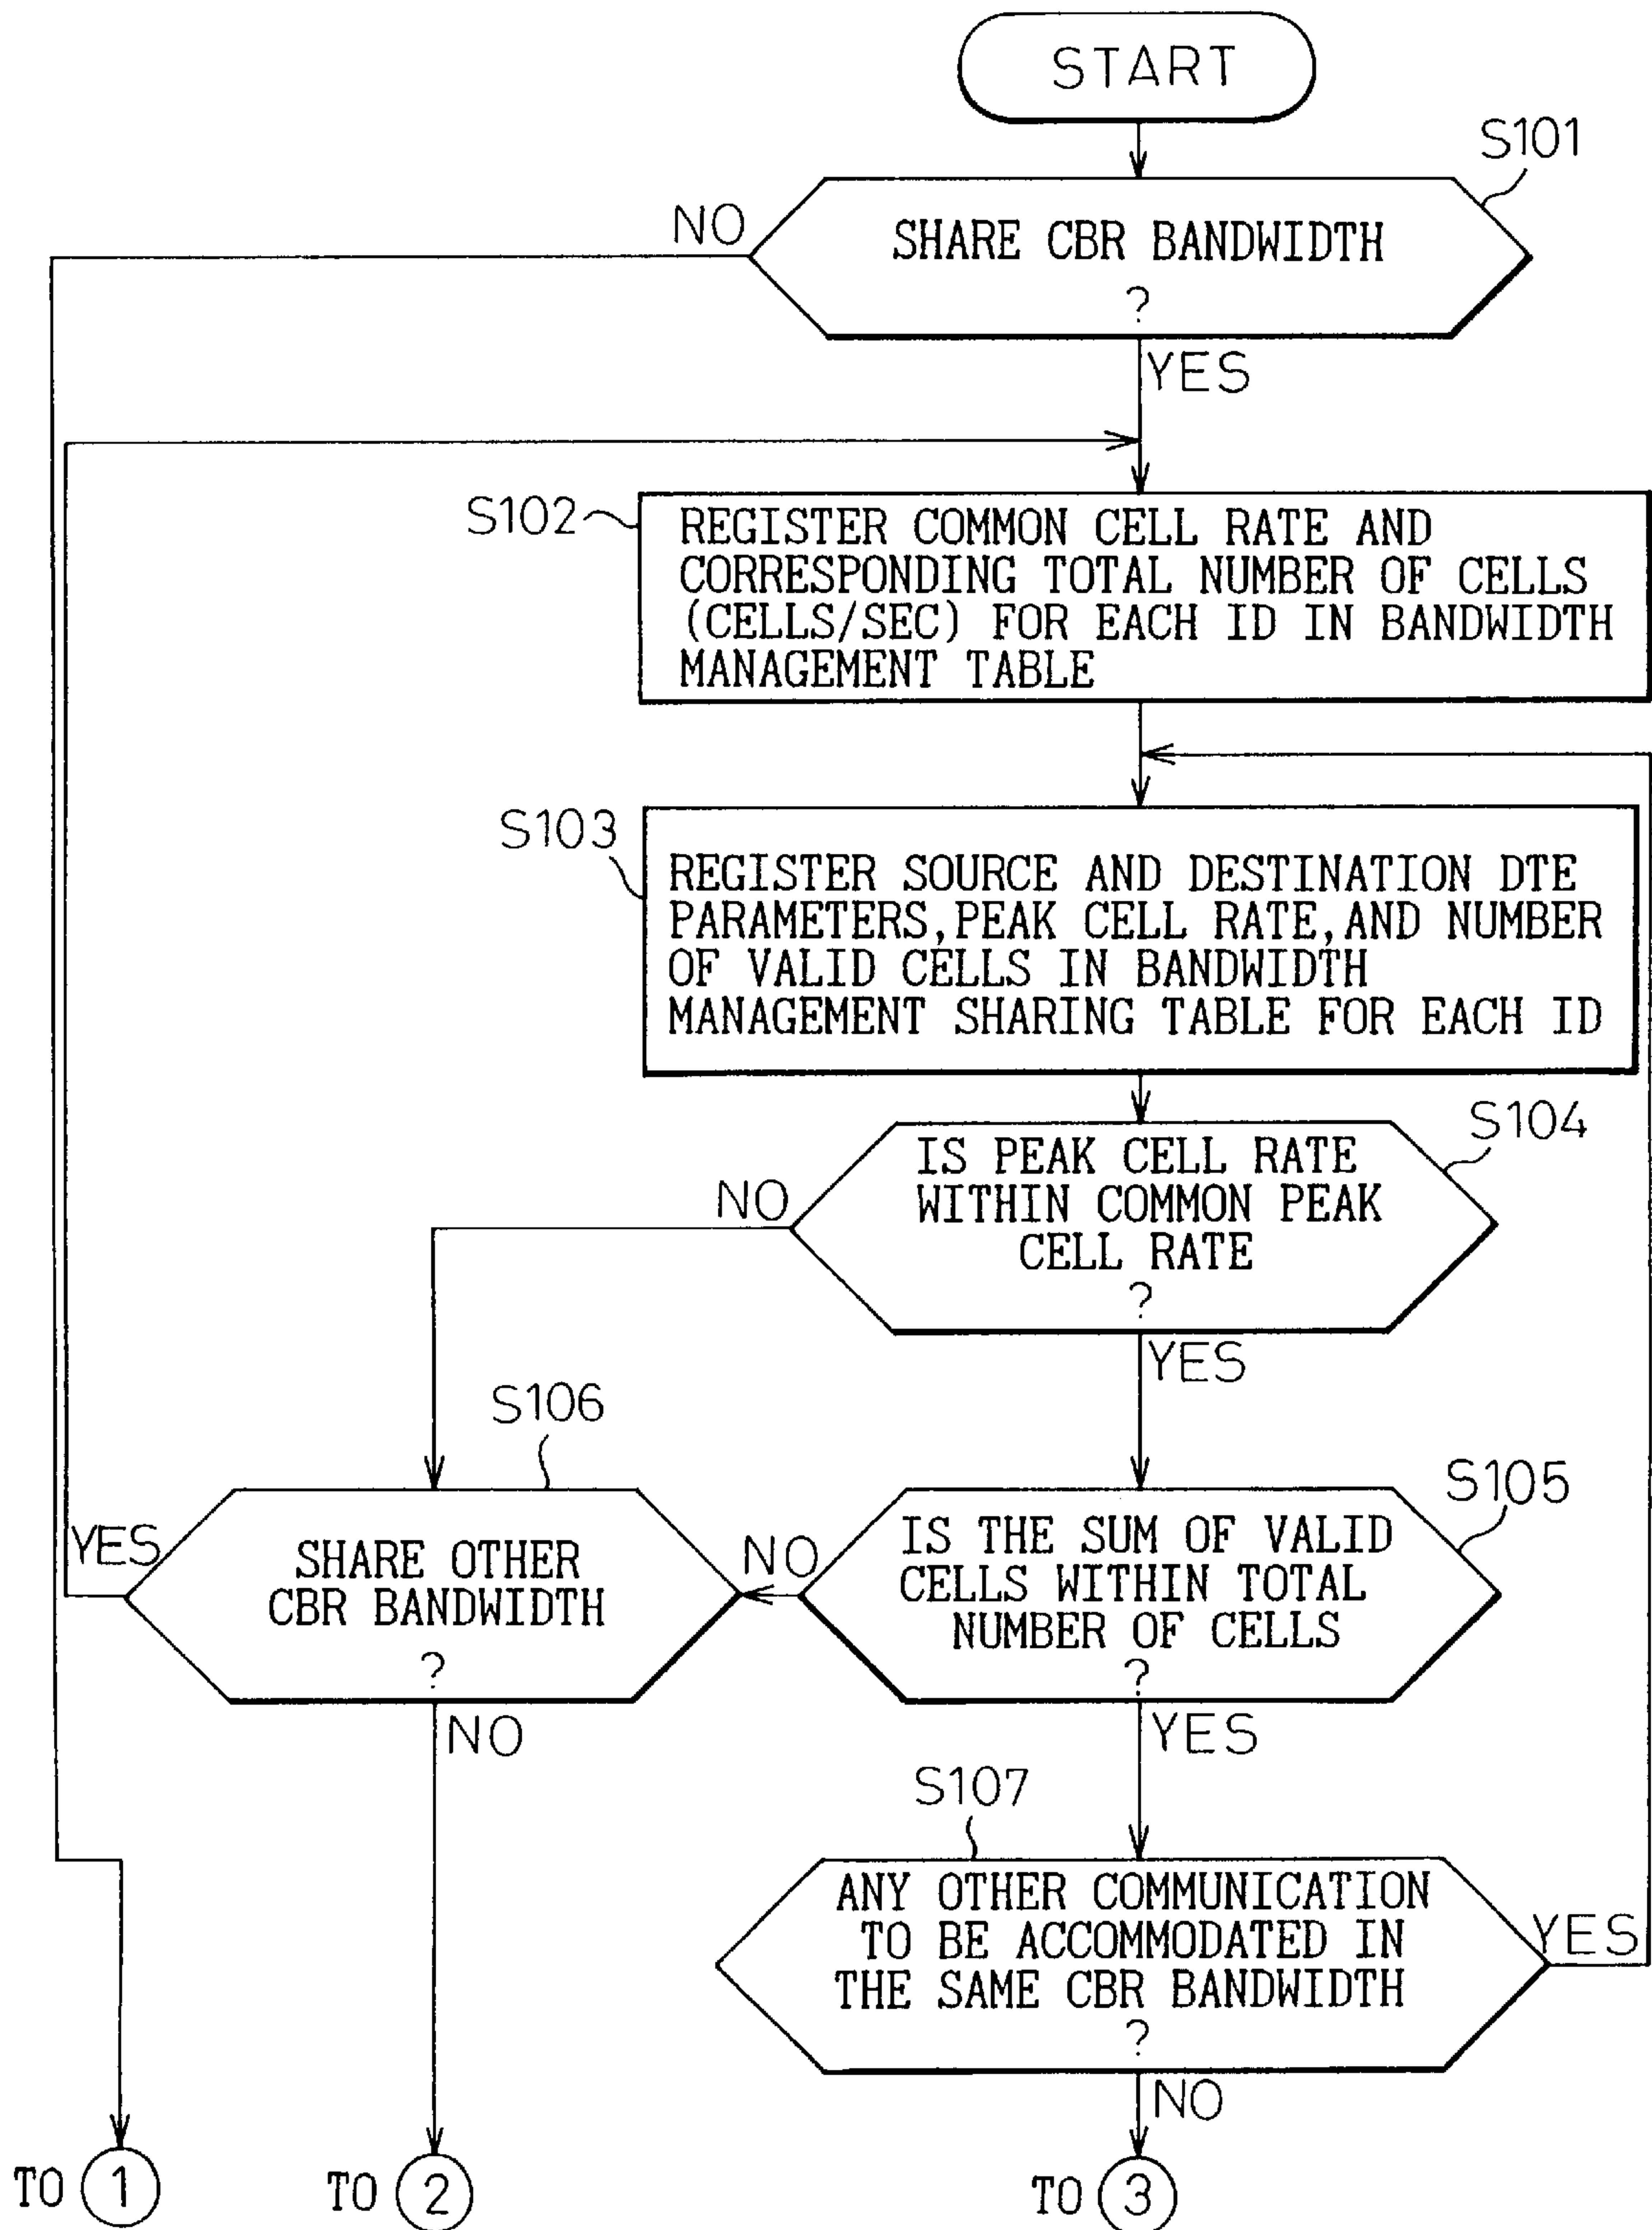 START
S101
NO
SHARE CBR BANDWIDTH
?
YES
S102
REGISTER COMMON CELL RATE AND
CORRESPONDING TOTAL NUMBER OF CELLS
(CELLS/SEC) FOR EACH ID IN BANDWIDTH
MANAGEMENT TABLE
S103
REGISTER SOURCE AND DESTINATION DTE
PARAMETERS, PEAK CELL RATE, AND NUMBER
OF VALID CELLS IN BANDWIDTH
MANAGEMENT SHARING TABLE FOR EACH ID
S104
NO
IS PEAK CELL RATE
WITHIN COMMON PEAK
CELL RATE
?
YES
S106
YES
SHARE OTHER
CBR BANDWIDTH
?
NO
S105
NO
IS THE SUM OF VALID
CELLS WITHIN TOTAL
NUMBER OF CELLS
?
YES
S107
ANY OTHER COMMUNICATION
TO BE ACCOMMODATED IN
THE SAME CBR BANDWIDTH
?
YES
NO
TO 1
TO 2
TO 3